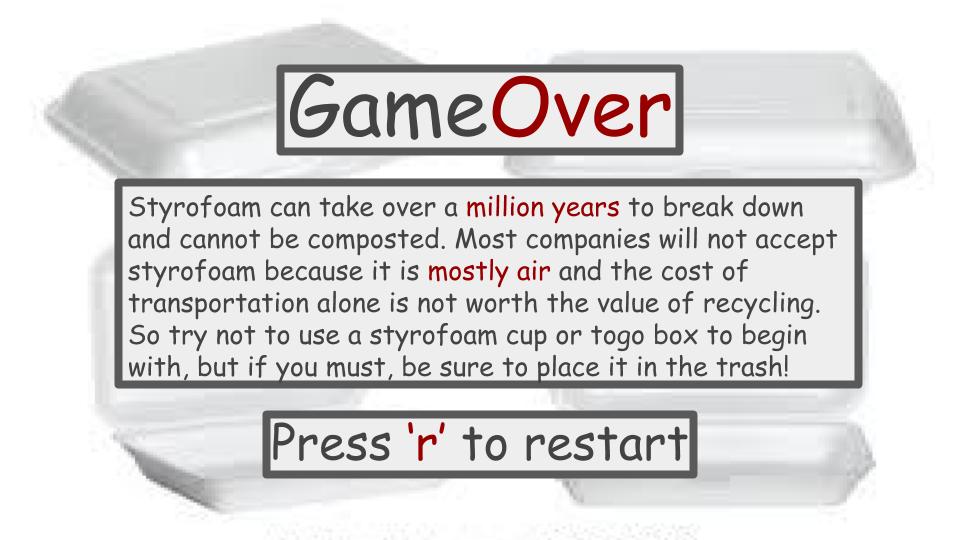 GameOver
Styrofoam can take over a million years to break down
and cannot be composted. Most companies will not accept
styrofoam because it is mostly air and the cost of
transportation alone is not worth the value of recycling.
So try not to use a styrofoam cup or togo box to begin
with, but if you must, be sure to place it in the trash!
Press ‘r’ to restart